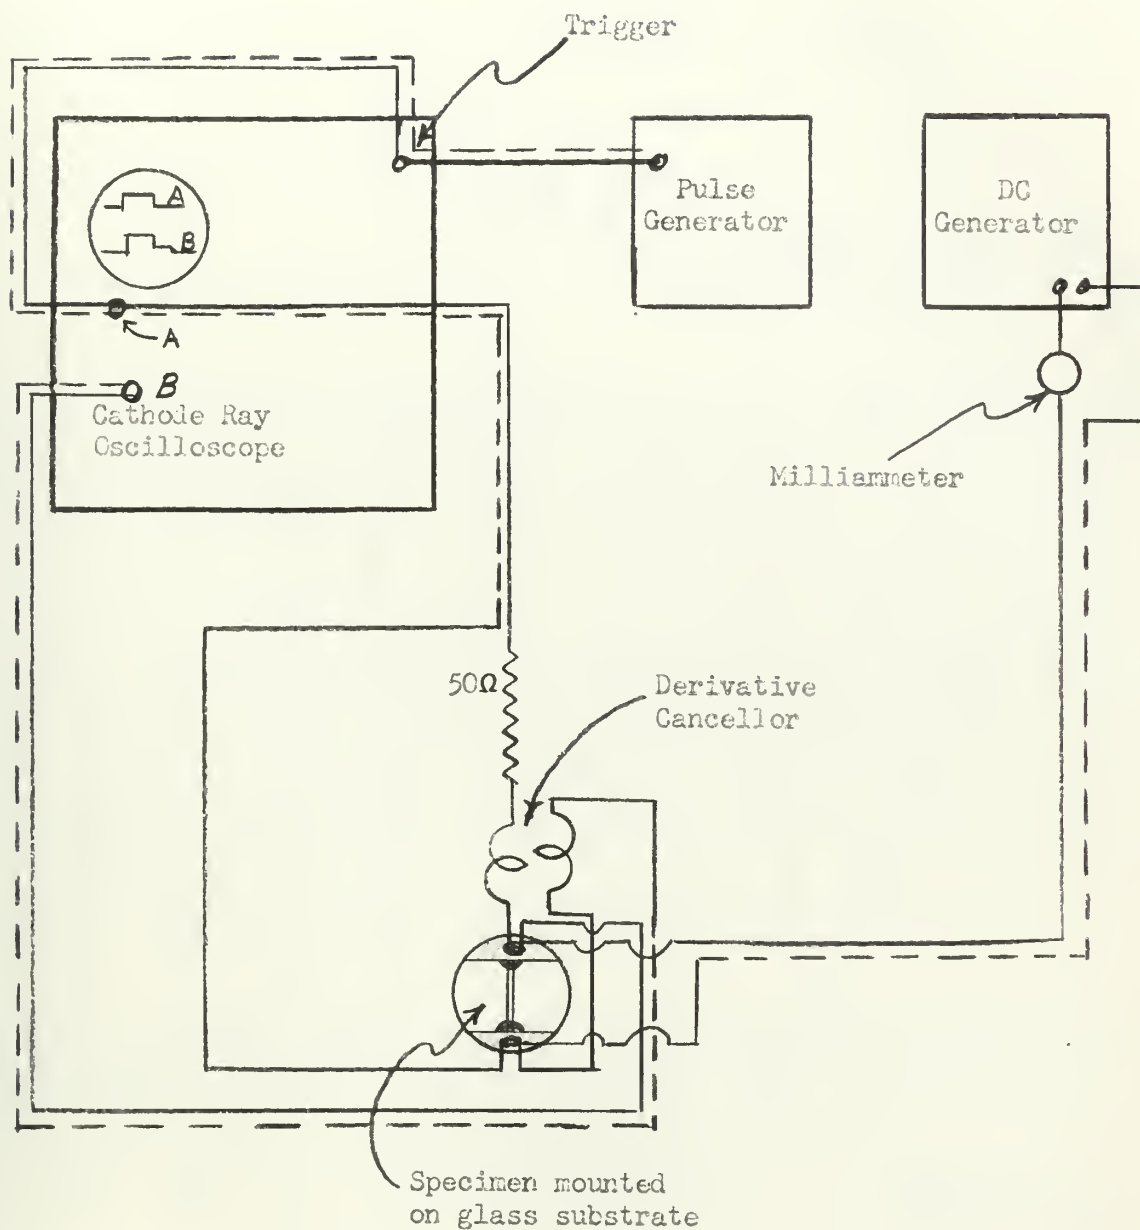 Trigger
A
B
Pulse
Generator
DC
Generator
A
B
Cathode Ray
Oscilloscope
Milliammeter
50Ω
Derivative
Cancellor
Specimen mounted
on glass substrate